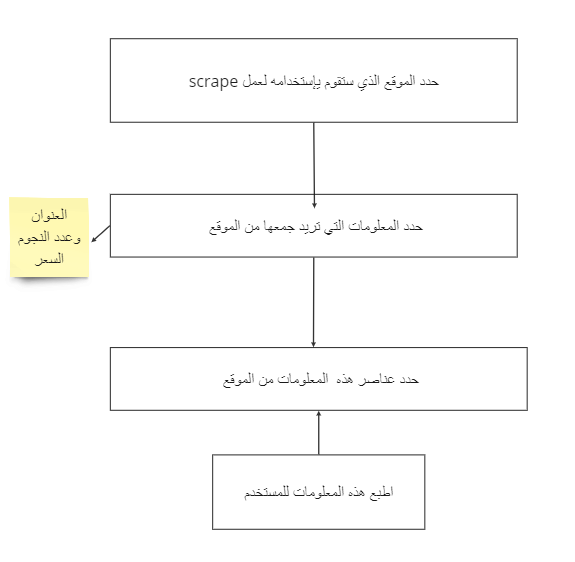 حدد الموقع الذي ستقوم بإستخدامه لعمل scrape
حدد المعلومات التي تريد جمعها من الموقع
العنوان
وعدد النجوم
السعر
حدد عناصر هذه المعلومات من الموقع
اطبع هذه المعلومات للمستخدم